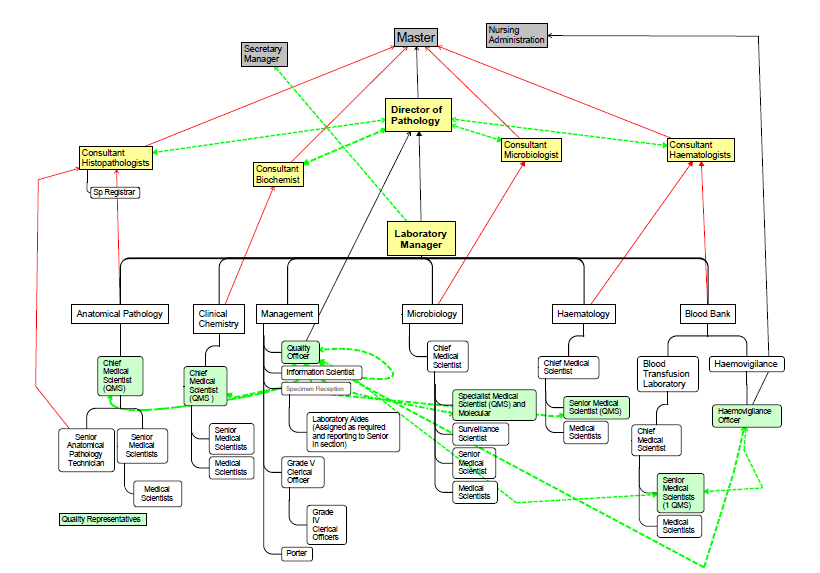 Master
Nursing
Administration
Secretary
Manager
Director of
Pathology
Consultant
Histopathologists
Consultant
Biochemist
Consultant
Microbiologist
Consultant
Haematologists
Sp Registrar
Laboratory
Manager
Anatomical Pathology
Clinical
Chemistry
Management
Microbiology
Haematology
Blood Bank
Chief
Medical
Scientist
(QMS)
Senior
Anatomical
Pathology
Technician
Senior
Medical
Scientists
Medical
Scientists
Quality Representatives
Chief
Medical
Scientist
(QMS )
Senior
Medical
Scientists
Medical
Scientists
Quality
Officer
Information Scientist
Specimen Reception
Laboratory Aides
(Assigned as required
and reporting to Senior
in section)
Grade V
Clerical
Officer
Grade
IV
Clerical
Officers
Porter
Chief
Medical
Scientist
Specialist Medical
Scientist (QMS) and
Molecular
Surveillance
Scientist
Senior
Medical
Scientist
Medical
Scientists
Chief Medical
Scientist
Senior Medical
Scientist (QMS)
Medical
Scientists
Blood
Transfusion
Laboratory
Haemovigilance
Haemovigliance
Officer
Chief
Medical
Scientist
Senior
Medical
Scientists
(1 QMS)
Medical
Scientists